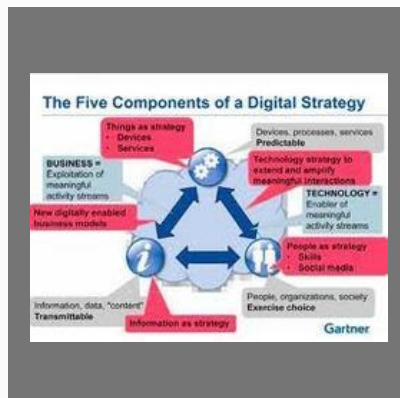 The Five Components of a Digital Strategy
Things as strategy
• Devices
• Services
Devices, processes, services
Predictable
BUSINESS =
Exploitation of
meaningful
activity streams
Technology strategy to
extend and amplify
meaningful interactions
TECHNOLOGY =
Enabler of
meaningful
activity streams
New digitally enabled
business models
People as strategy
• Skills
• Social media
Information, data, "content"
Transmittable
Information as strategy
People, organizations, society
Exercise choice
Gartner